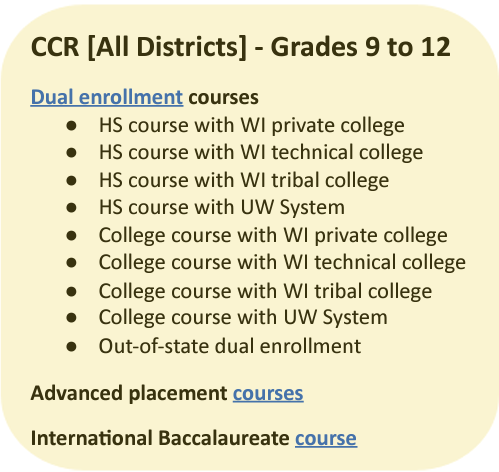 CCR [All Districts] - Grades 9 to 12
Dual enrollment courses
● HS course with WI private college
● HS course with WI technical college
● HS course with WI tribal college
● HS course with UW System
● College course with WI private college
● College course with WI technical college
● College course with WI tribal college
● College course with UW System
● Out-of-state dual enrollment
Advanced placement courses
International Baccalaureate course